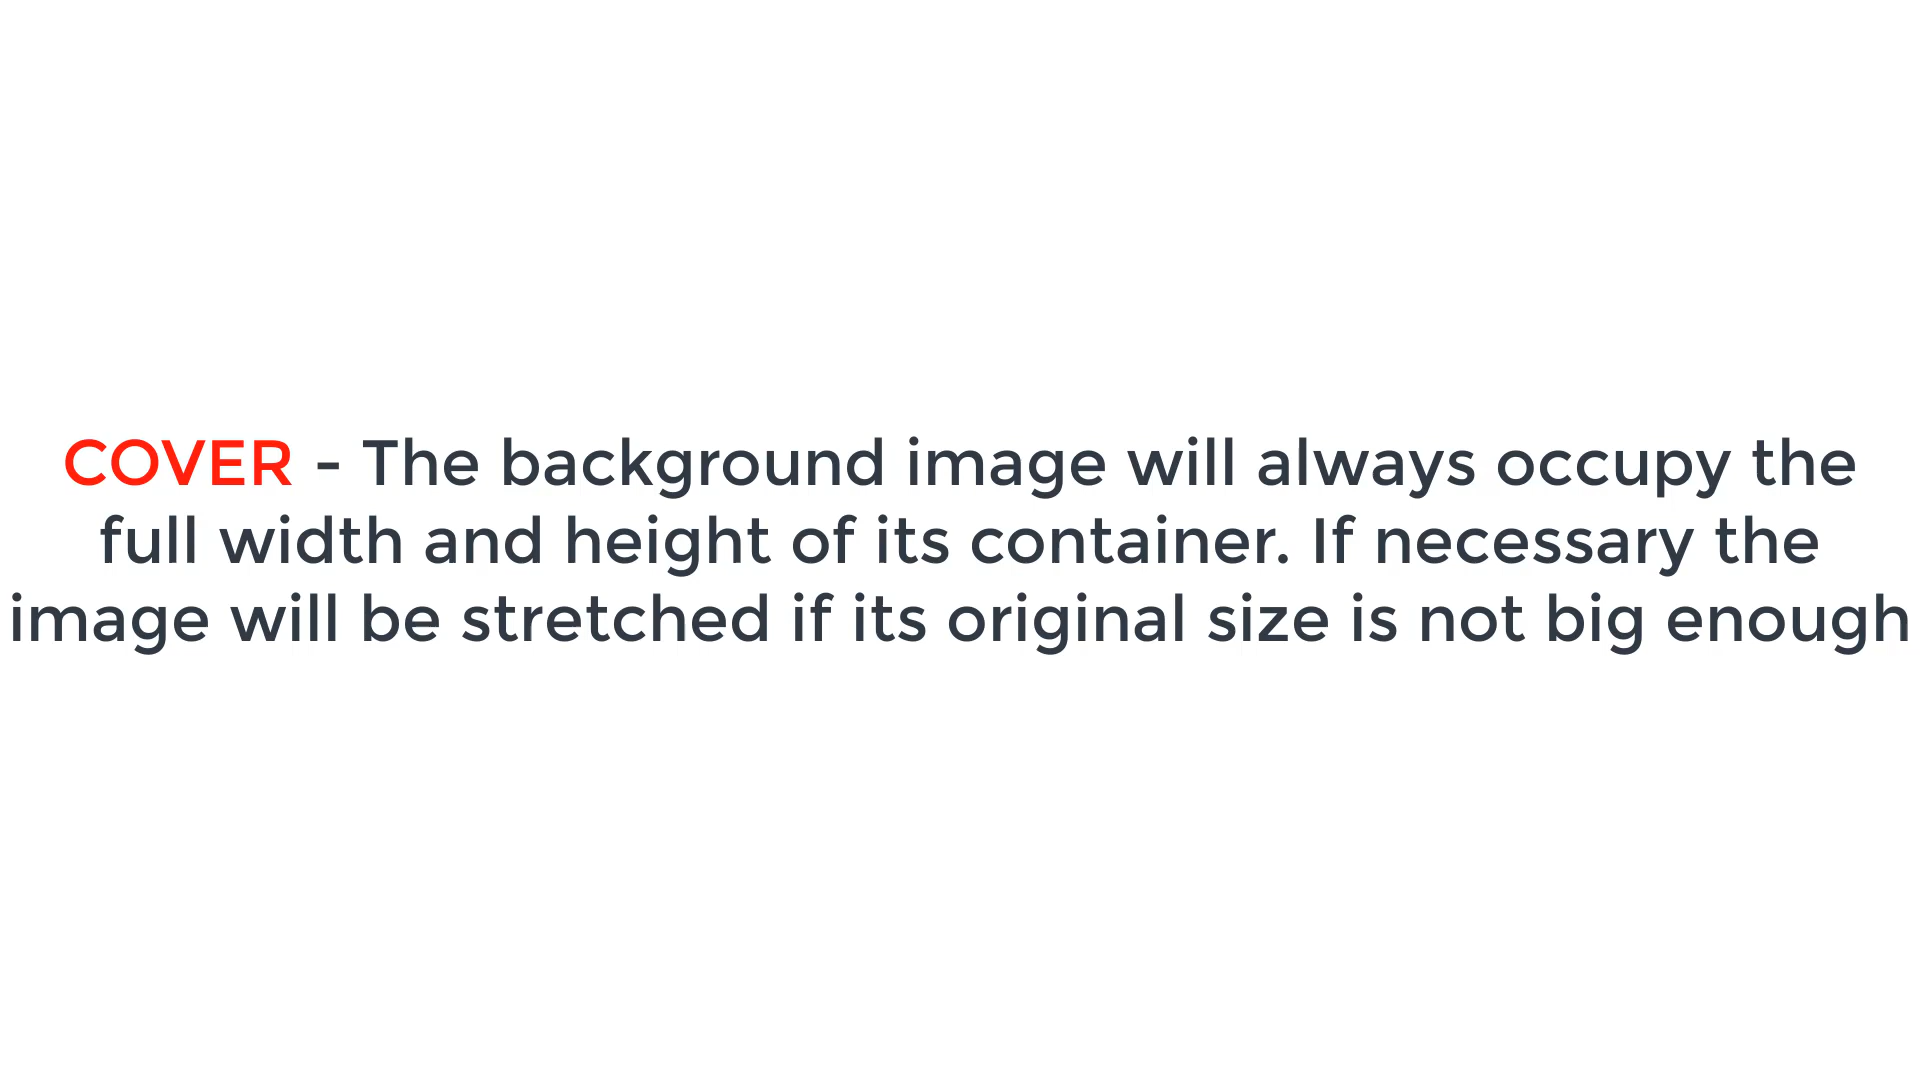 COVER - The background image will always occupy the
full width and height of its container. If necessary the
image will be stretched if its original size is not big enough